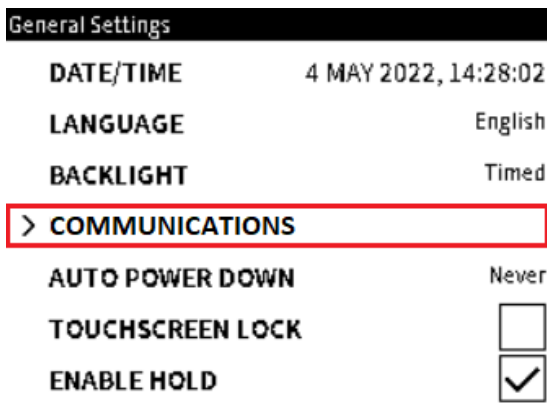 General Settings
DATE/TIME 4 MAY 2022, 14:28:02
LANGUAGE English
BACKLIGHT Timed
> COMMUNICATIONS
AUTO POWER DOWN Never
TOUCHSCREEN LOCK
ENABLE HOLD